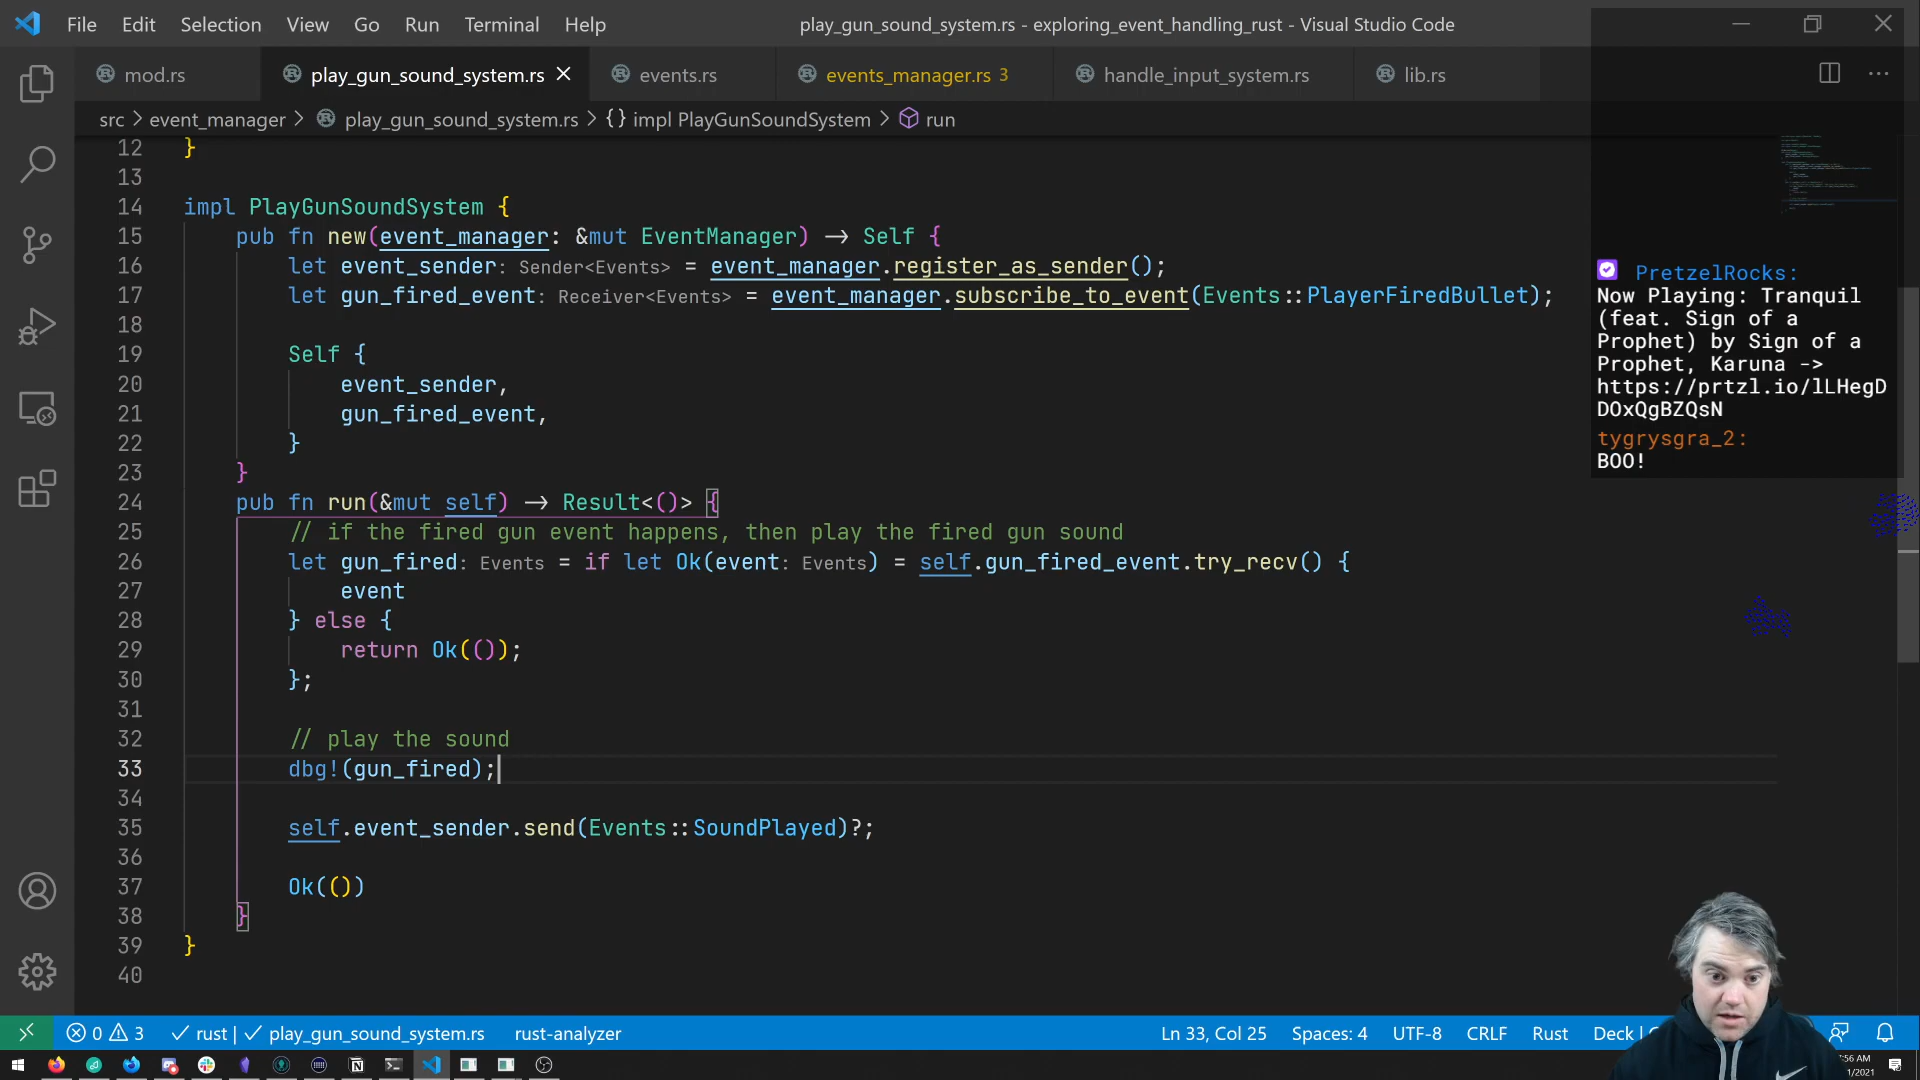 File Edit Selection View Go Run Terminal Help
play_gun_sound_system.rs - exploring_event_handling_rust - Visual Studio Code
mod.rs
play_gun_sound_system.rs
events.rs
events_manager.rs 3
handle_input_system.rs
lib.rs
src > event_manager > play_gun_sound_system.rs > {} impl PlayGunSoundSystem > run
12 }
13
14 impl PlayGunSoundSystem {
15 pub fn new(event_manager: &mut EventManager) -> Self {
16 let event_sender: Sender<Events> = event_manager.register_as_sender();
17 let gun_fired_event: Receiver<Events> = event_manager.subscribe_to_event(Events::PlayerFiredBullet);
18
19 Self {
20 event_sender,
21 gun_fired_event,
22 }
23 }
24 pub fn run(&mut self) -> Result<()> {
25 // if the fired gun event happens, then play the fired gun sound
26 let gun_fired: Events = if let Ok(event: Events) = self.gun_fired_event.try_recv() {
27 event
28 } else {
29 return Ok(());
30 };
31
32 // play the sound
33 dbg!(gun_fired);
34
35 self.event_sender.send(Events::SoundPlayed)?;
36
37 Ok(())
38 }
39 }
40
PretzelRocks:
Now Playing: Tranquil
(feat. Sign of a
Prophet) by Sign of a
Prophet, Karuna ->
https://prtzl.io/lLHegD
DOxQgBZQsN
tygrysgra_2:
BOO!
0 3 rust | play_gun_sound_system.rs rust-analyzer
Ln 33, Col 25 Spaces: 4 UTF-8 CRLF Rust Deck |
:56 AM
/2021